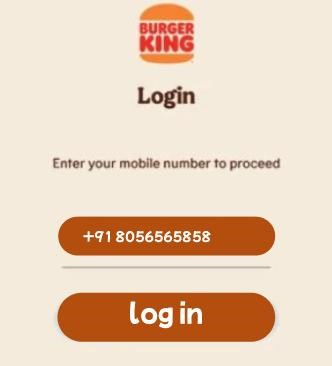 BURGER
KING
Login
Enter your mobile number to proceed
+91 8056565858
log in